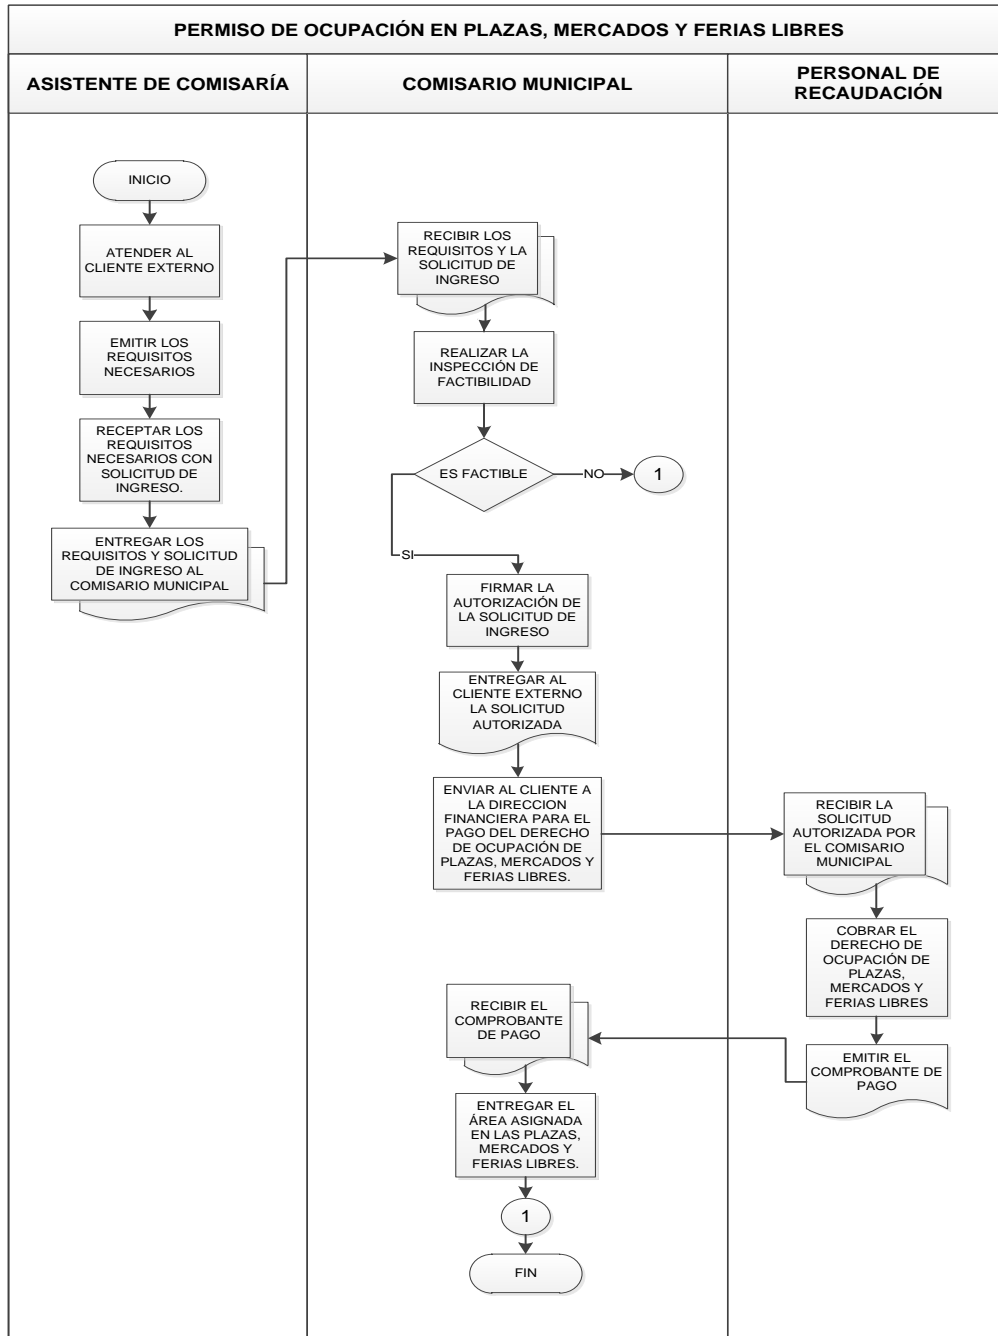 PERMISO DE OCUPACIÓN EN PLAZAS, MERCADOS Y FERIAS LIBRES
ASISTENTE DE COMISARÍA
COMISARIO MUNICIPAL
PERSONAL DE
RECAUDACIÓN
INICIO
ATENDER AL
CLIENTE EXTERNO
EMITIR LOS
REQUISITOS
NECESARIOS
RECEPTAR LOS
REQUISITOS
NECESARIOS CON
SOLICITUD DE
INGRESO.
ENTREGAR LOS
REQUISITOS Y SOLICITUD
DE INGRESO AL
COMISARIO MUNICIPAL
RECIBIR LOS
REQUISITOS Y LA
SOLICITUD DE
INGRESO
REALIZAR LA
INSPECCIÓN DE
FACTIBILIDAD
ES FACTIBLE
NO
1
SI
FIRMAR LA
AUTORIZACIÓN DE
LA SOLICITUD DE
INGRESO
ENTREGAR AL
CLIENTE EXTERNO
LA SOLICITUD
AUTORIZADA
ENVIAR AL CLIENTE A
LA DIRECCION
FINANCIERA PARA EL
PAGO DEL DERECHO
DE OCUPACIÓN DE
PLAZAS, MERCADOS Y
FERIAS LIBRES.
RECIBIR LA
SOLICITUD
AUTORIZADA POR
EL COMISARIO
MUNICIPAL
COBRAR EL
DERECHO DE
OCUPACIÓN DE
PLAZAS,
MERCADOS Y
FERIAS LIBRES
EMITIR EL
COMPROBANTE DE
PAGO
RECIBIR EL
COMPROBANTE
DE PAGO
ENTREGAR EL
ÁREA ASIGNADA
EN LAS PLAZAS,
MERCADOS Y
FERIAS LIBRES.
1
FIN